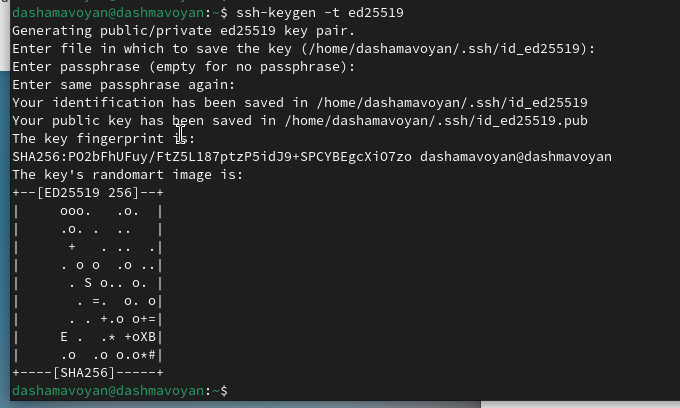 dashamavoyan@dashmavoyan:~$ ssh-keygen -t ed25519
Generating public/private ed25519 key pair.
Enter file in which to save the key (/home/dashamavoyan/.ssh/id_ed25519):
Enter passphrase (empty for no passphrase):
Enter same passphrase again:
Your identification has been saved in /home/dashamavoyan/.ssh/id_ed25519
Your public key has been saved in /home/dashamavoyan/.ssh/id_ed25519.pub
The key fingerprint is:
SHA256:PO2bFhUFuy/FtZ5L187ptzP5idJ9+SPCYBEgcXiO7zo dashamavoyan@dashmavoyan
The key's randomart image is:
+--[ED25519 256]--+
|     ooo.   .o.  |
|     .o. .  ..   |
|      +   . ..  .|
|     . o o  .o ..|
|      . S o.. o. |
|       . =.  o. o|
|      . . +.o o+=|
|     E .  .* +oXB|
|     .o  .o o.o*#|
+----[SHA256]-----+
dashamavoyan@dashmavoyan:~$